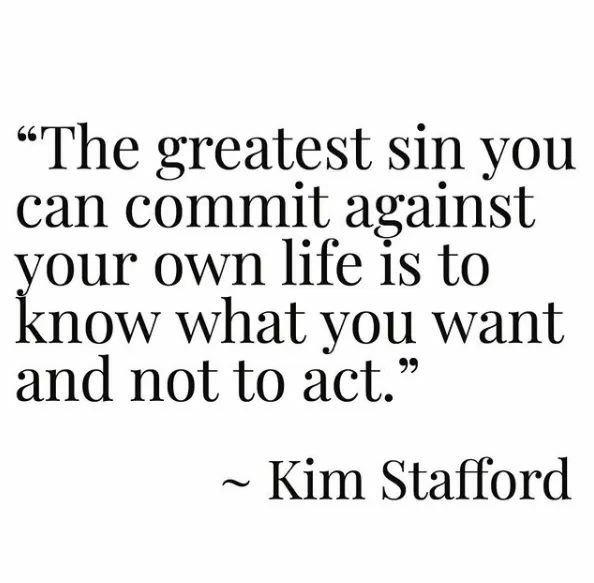 “The greatest sin you
can commit against
your own life is to
know what you want
and not to act.”
~ Kim Stafford